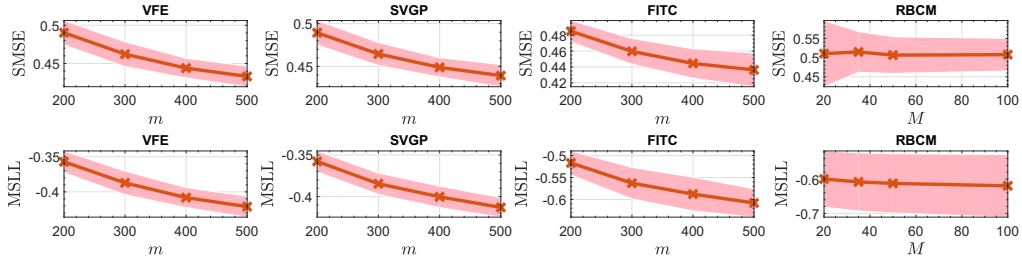 VFE
SVGP
FITC
RBCM
SMSE
0.5
0.45
200 300 400 500
m
SMSE
0.5
0.45
200 300 400 500
m
SMSE
0.48
0.46
0.44
0.42
200 300 400 500
m
SMSE
0.55
0.5
0.45
20 40 60 80 100
M
VFE
SVGP
FITC
RBCM
MSLL
-0.35
-0.4
200 300 400 500
m
MSLL
-0.35
-0.4
200 300 400 500
m
MSLL
-0.5
-0.55
-0.6
200 300 400 500
m
MSLL
-0.6
-0.7
20 40 60 80 100
M